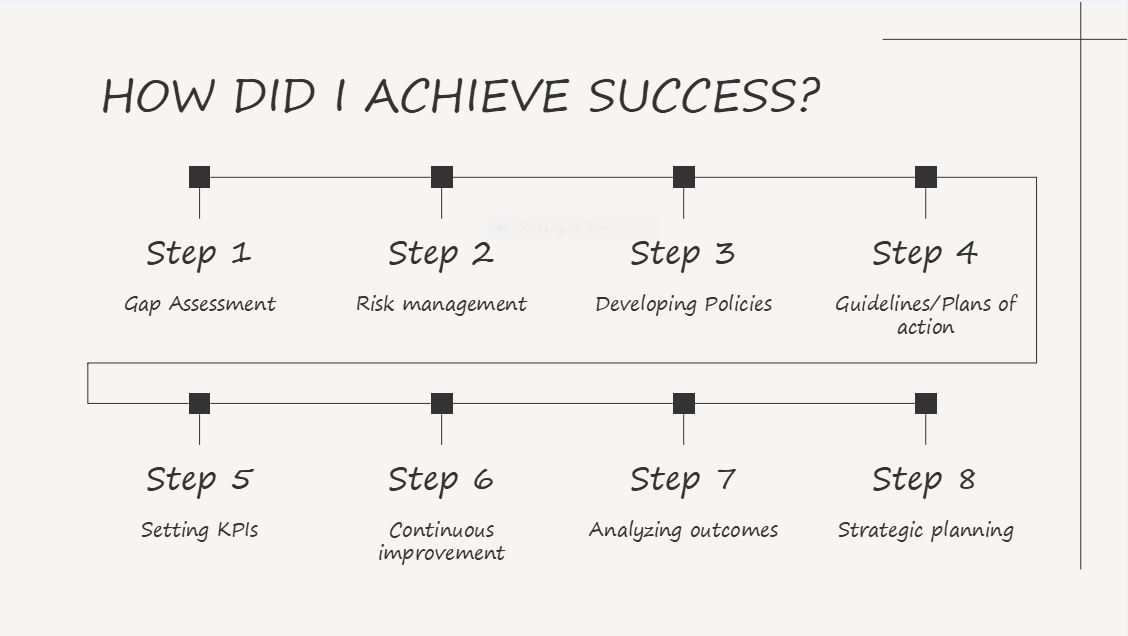 HOW DID I ACHIEVE SUCCESS?
Step 1
Gap Assessment
Step 2
Risk management
Step 3
Developing Policies
Step 4
Guidelines/Plans of
action
Step 5
Setting KPIs
Step 6
Continuous
improvement
Step 7
Analyzing outcomes
Step 8
Strategic planning
Rectangular Snip